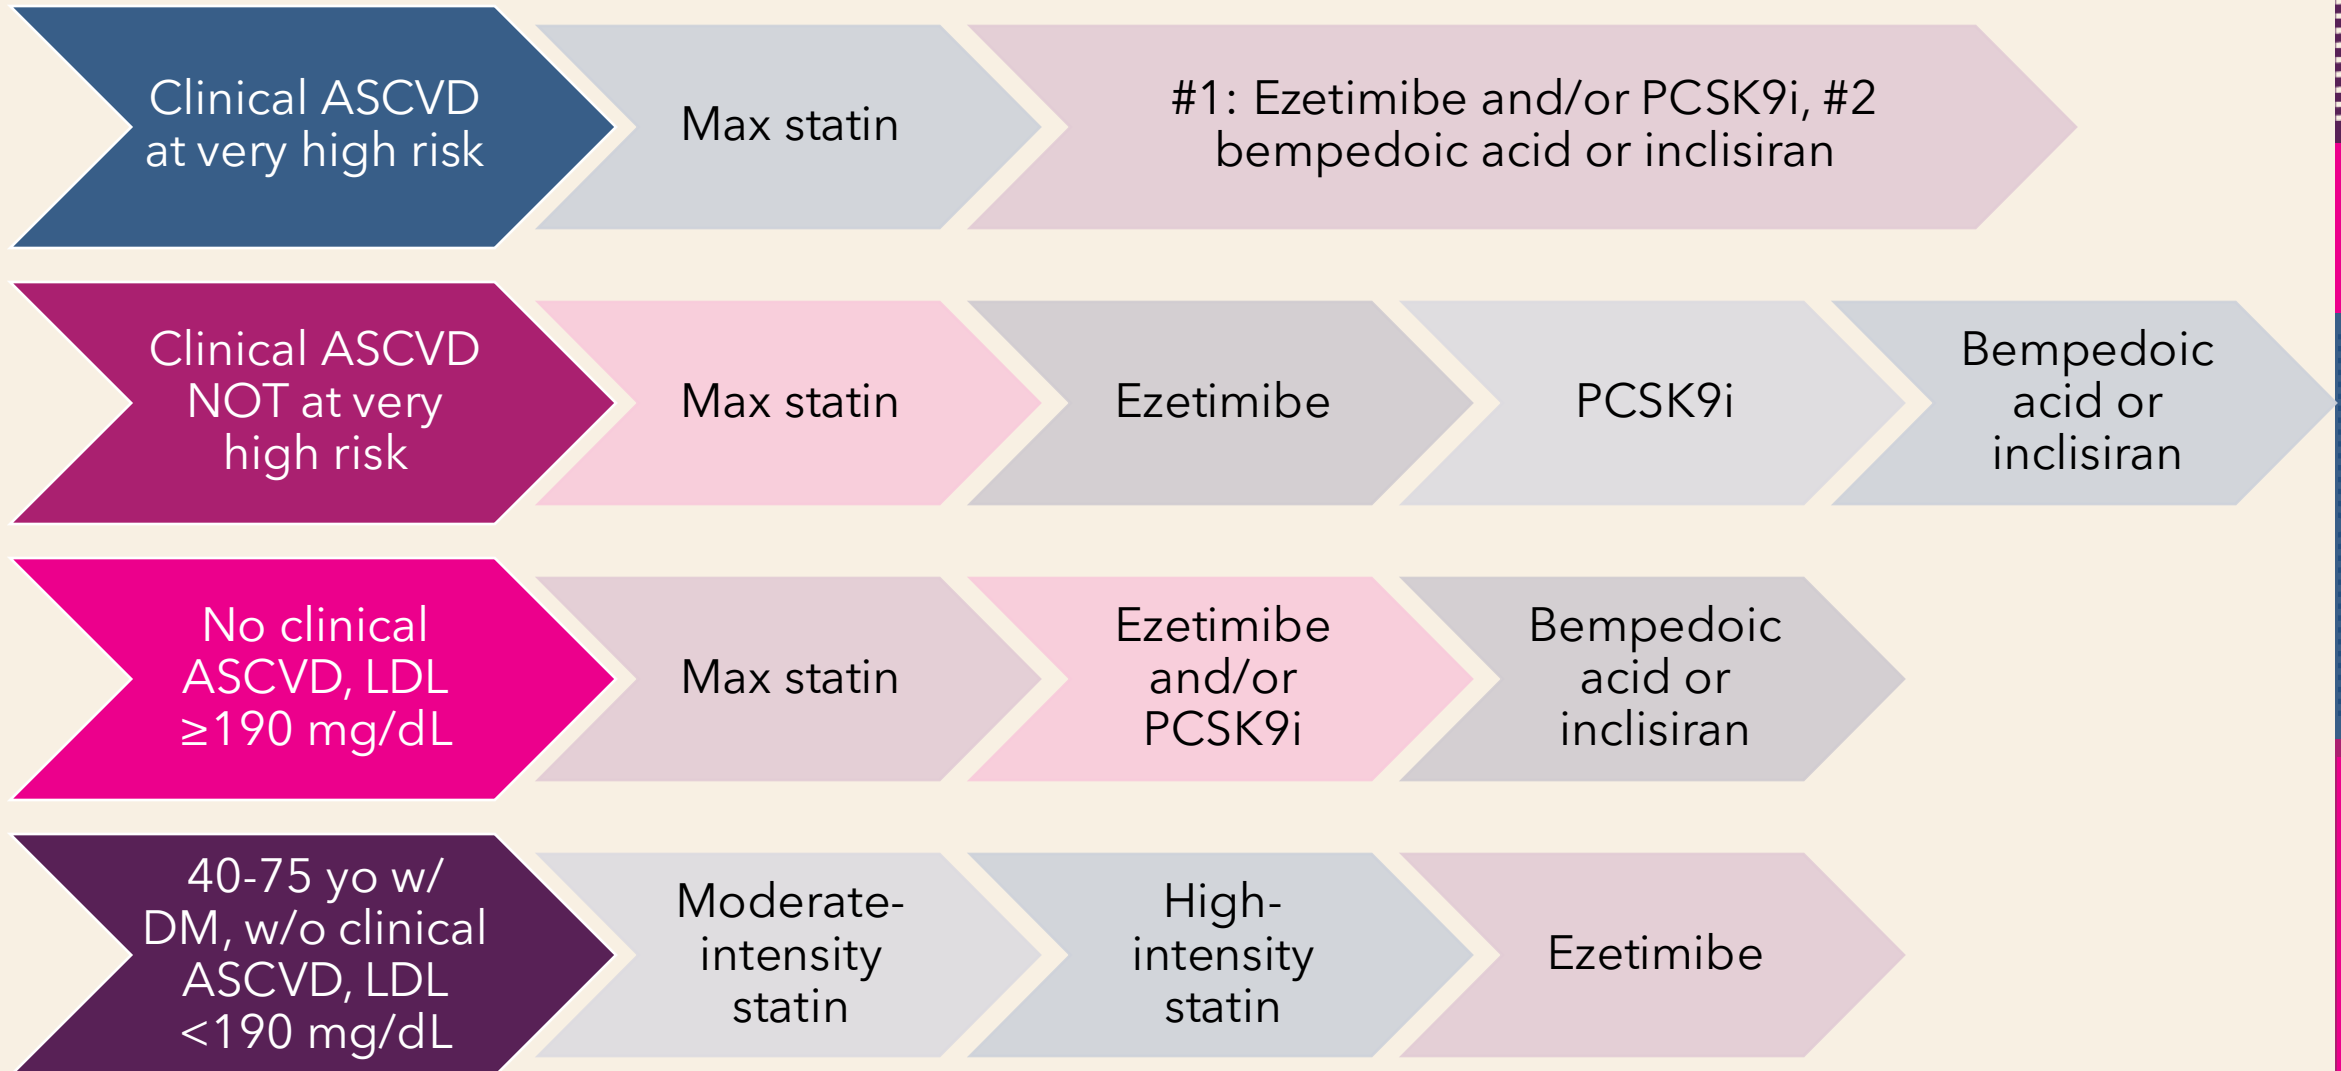 Clinical ASCVD
at very high risk
Max statin
#1: Ezetimibe and/or PCSK9i, #2
bempedoic acid or inclisiran
Clinical ASCVD
NOT at very
high risk
Max statin
Ezetimibe
PCSK9i
Bempedoic
acid or
inclisiran
No clinical
ASCVD, LDL
≥190 mg/dL
Max statin
Ezetimibe
and/or
PCSK9i
Bempedoic
acid or
inclisiran
40-75 yo w/
DM, w/o clinical
ASCVD, LDL
<190 mg/dL
Moderate-
intensity
statin
High-
intensity
statin
Ezetimibe